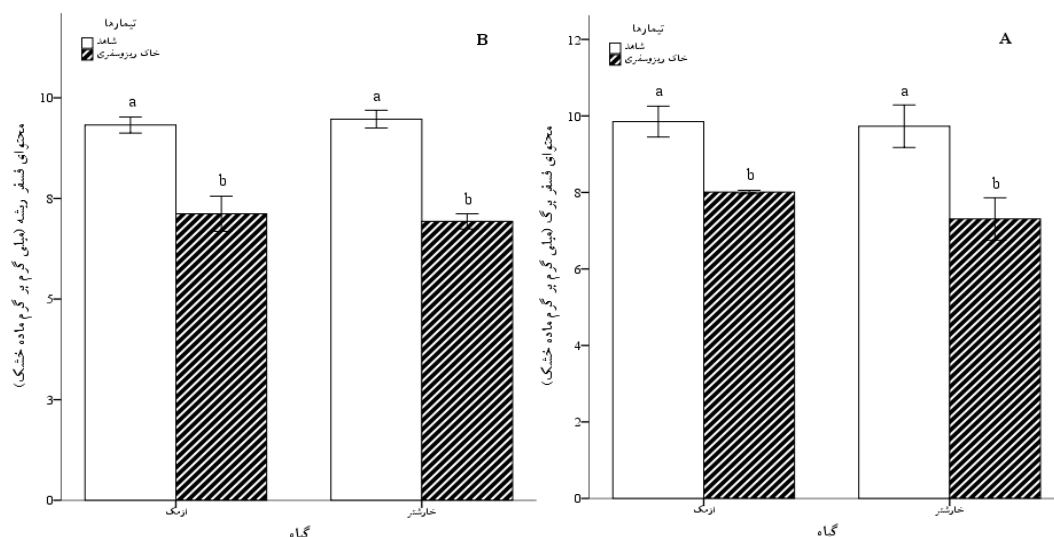 B
تیمارها
شاهد
خاک ریزوسفری
محتوای فسفر ریشه (میلی گرم بر گرم ماده خشک)
10
8
5
3
0
a
b
a
b
ازمک
خارشتر
گیاه
A
تیمارها
شاهد
خاک ریزوسفری
محتوای فسفر برگ (میلی گرم بر گرم ماده خشک)
12
10
8
6
4
2
0
a
b
a
b
ازمک
خارشتر
گیاه